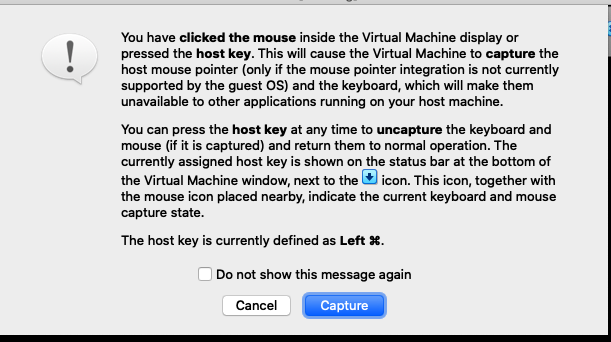 You have clicked the mouse inside the Virtual Machine display or
pressed the host key. This will cause the Virtual Machine to capture the
host mouse pointer (only if the mouse pointer integration is not currently
supported by the guest OS) and the keyboard, which will make them
unavailable to other applications running on your host machine.
You can press the host key at any time to uncapture the keyboard and
mouse (if it is captured) and return them to normal operation. The
currently assigned host key is shown on the status bar at the bottom of
the Virtual Machine window, next to the icon. This icon, together with
the mouse icon placed nearby, indicate the current keyboard and mouse
capture state.
The host key is currently defined as Left ⌘.
Do not show this message again
Cancel
Capture